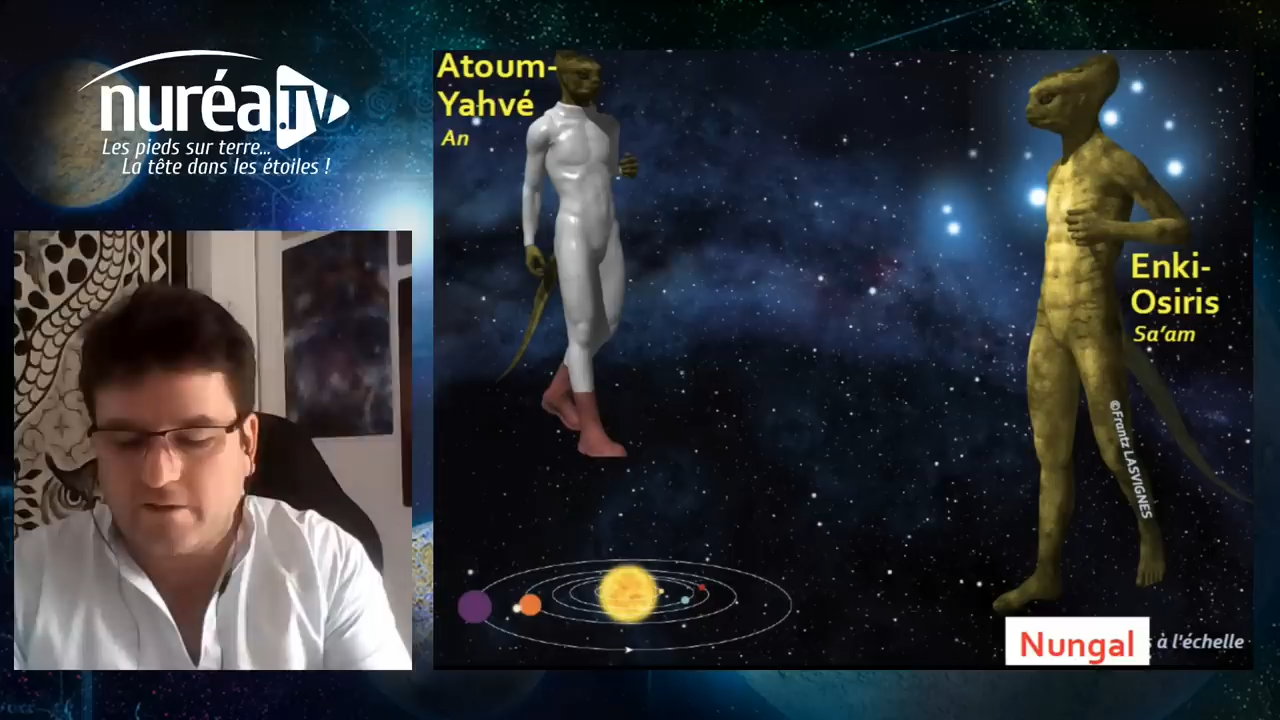 nuréa.TV
Les pieds sur terre...
La tête dans les étoiles !
Atoum-
Yahvé
An
Enki-
Osiris
Sa'am
©Frantz LASVIGNES
Nungal
à l'échelle